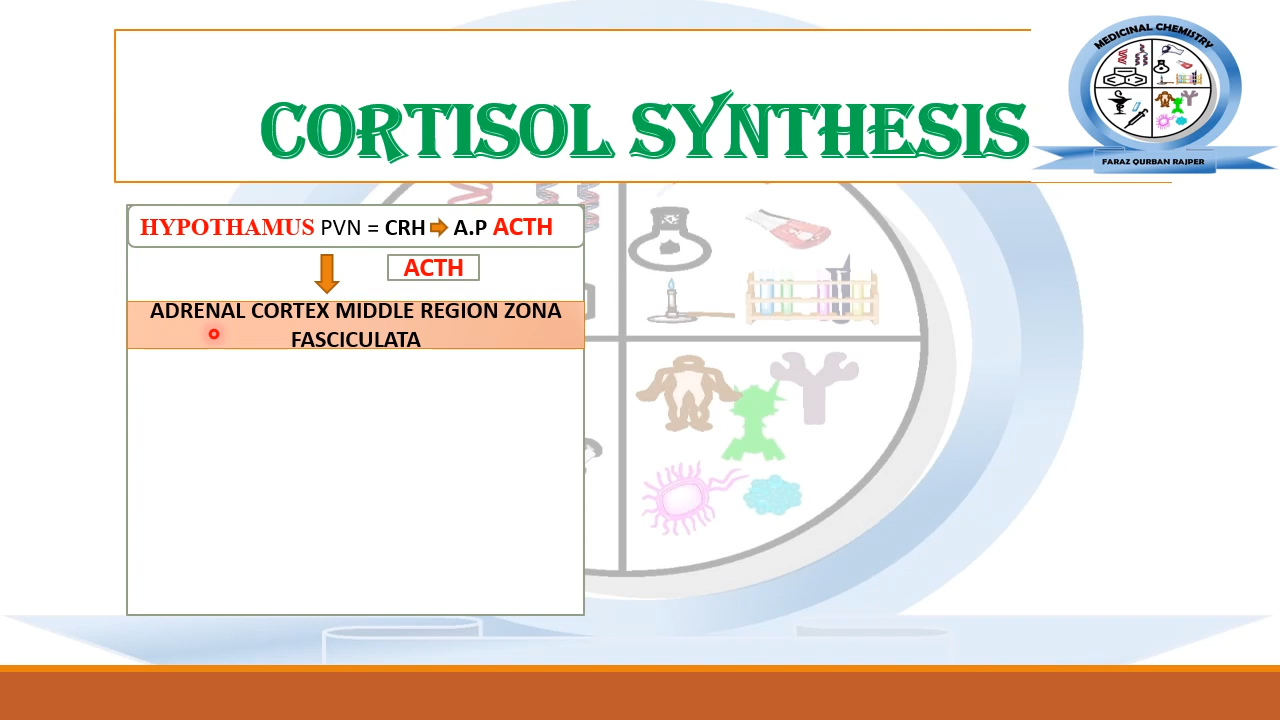 CORTISOL SYNTHESIS
MEDICINAL CHEMISTRY
FARAZ QURBAN RAJPER
HYPOTHAMUS PVN = CRH A.P ACTH
ACTH
ADRENAL CORTEX MIDDLE REGION ZONA
FASCICULATA